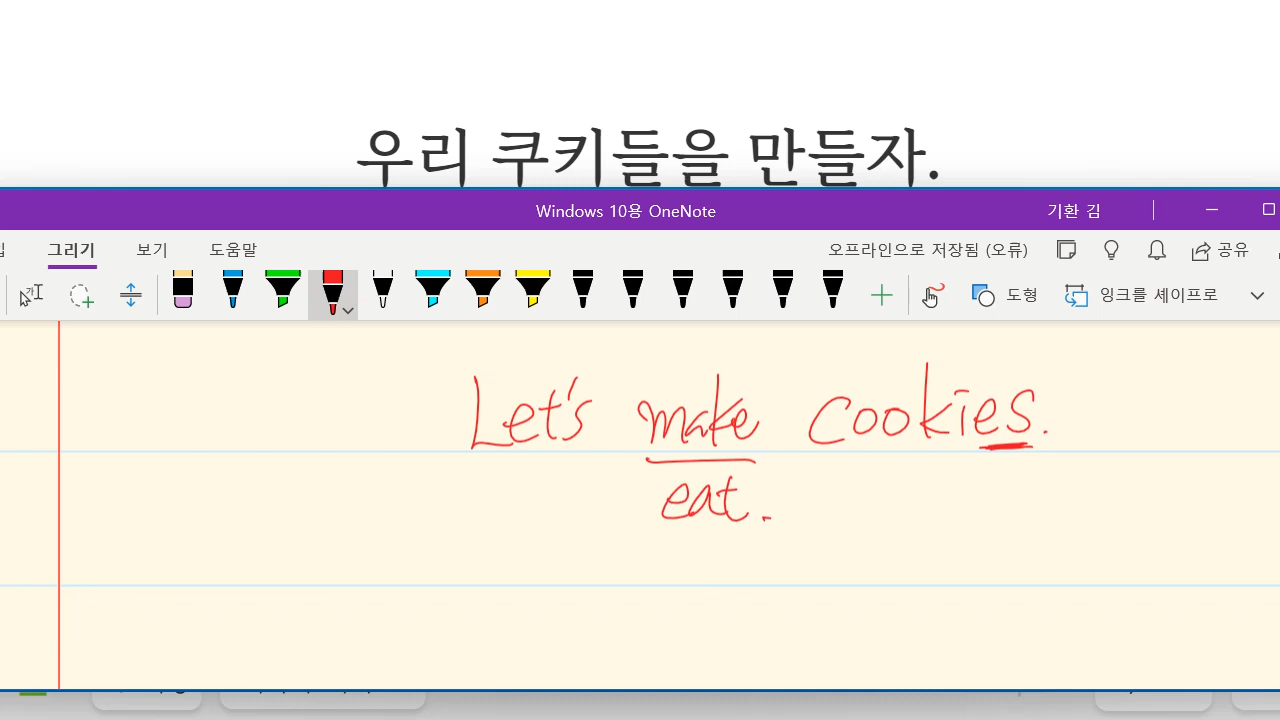 우리 쿠키들을 만들자.
Windows 10용 OneNote 기환 김
그리기 보기 도움말 오프라인으로 저장됨 (오류) 공유
도형 잉크를 셰이프로
Let's make cookies.
eat.